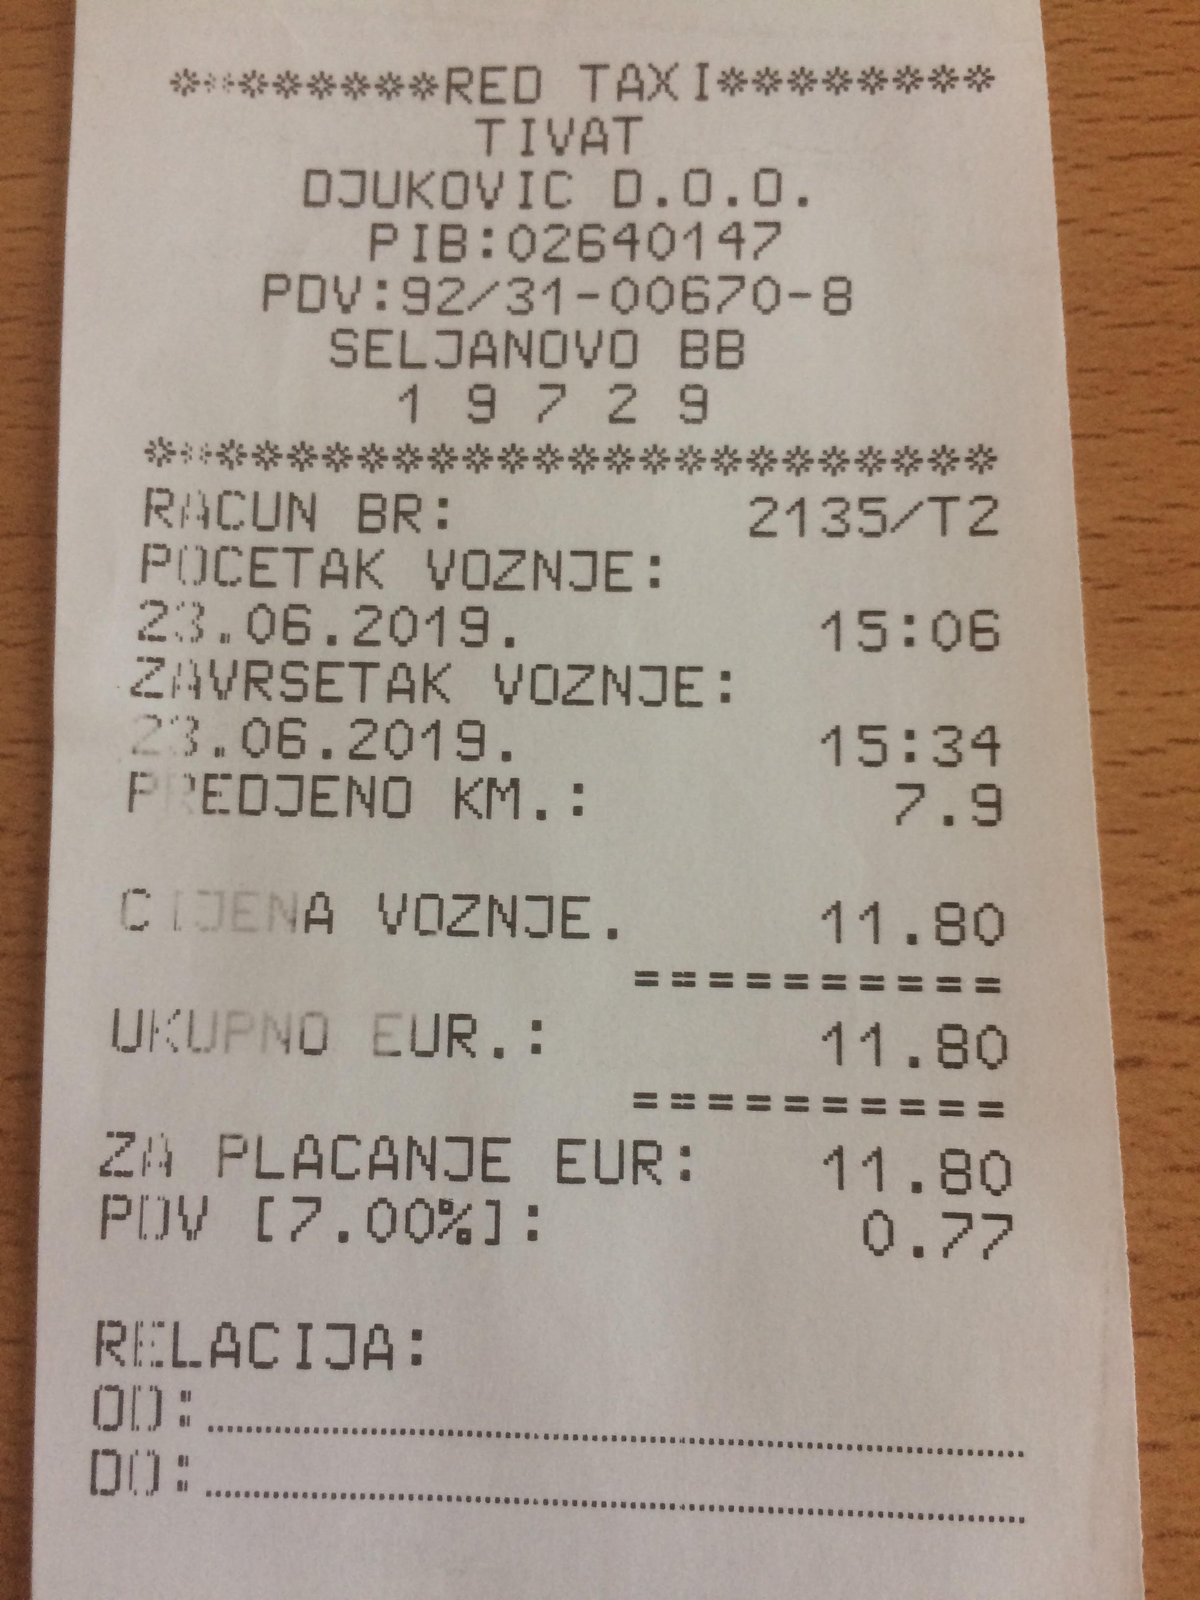 ********RED TAXI********
TIVAT
DJUKOVIC D.O.O.
PIB:02640147
PDV:92/31-00670-8
SELJANOVO BB
1 9 7 2 9
************************
RACUN BR: 2135/T2
POCETAK VOZNJE:
23.06.2019. 15:06
ZAVRSETAK VOZNJE:
23.06.2019. 15:34
PREDJENO KM.: 7.9
CIJENA VOZNJE. 11.80
==========
UKUPNO EUR.: 11.80
==========
ZA PLACANJE EUR: 11.80
PDV [7.00%]: 0.77
RELACIJA:
OD:
DO: